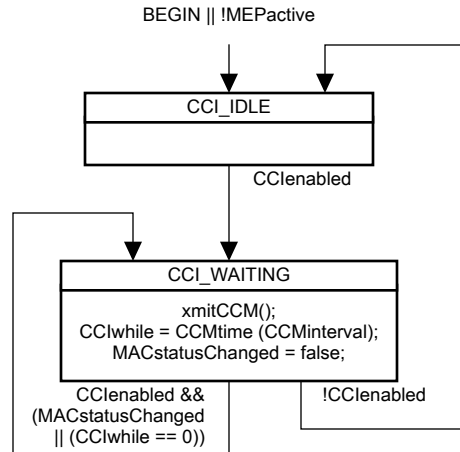 BEGIN || !MEPactive
CCI_IDLE
CCIenabled
CCI_WAITING
xmitCCM();
CCIwhile = CCMtime (CCMinterval);
MACstatusChanged = false;
CCIenabled &&
(MACstatusChanged
|| (CCIwhile == 0))
!CCIenabled